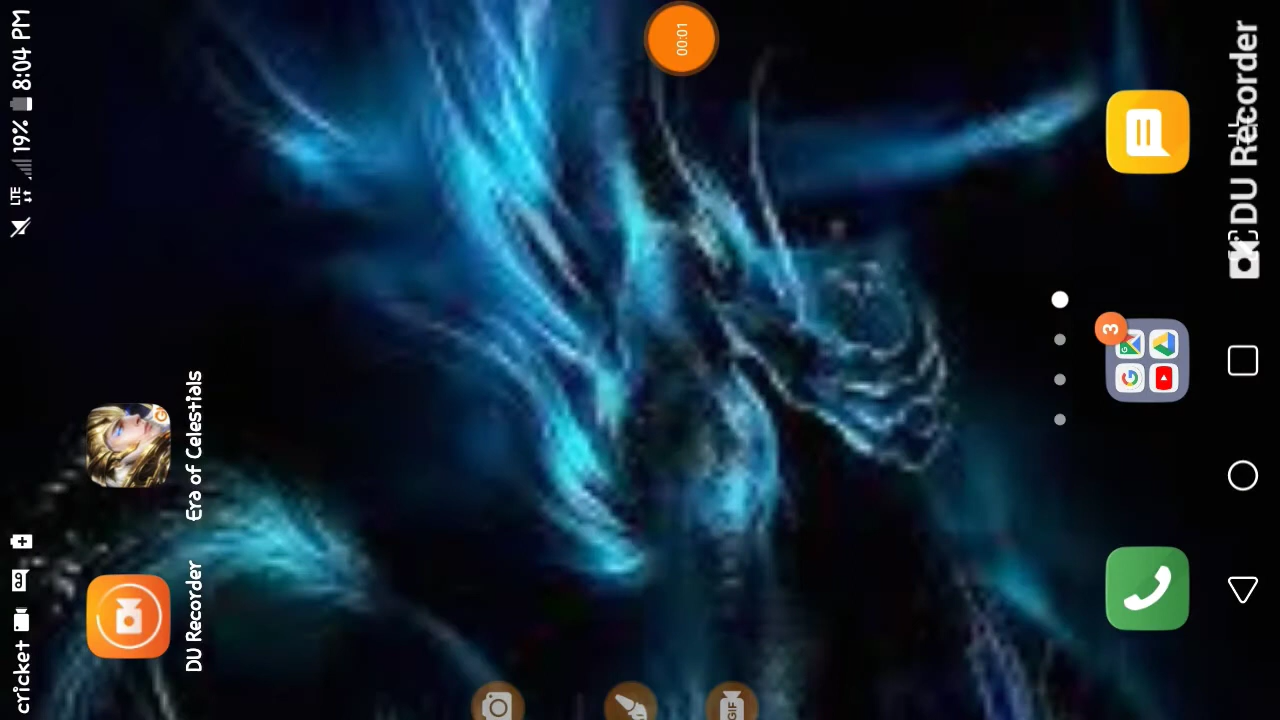 cricket LTE 19% 8:04 PM
DU Recorder
Era of Celestials
00:01
GIF
3
DU Recorder